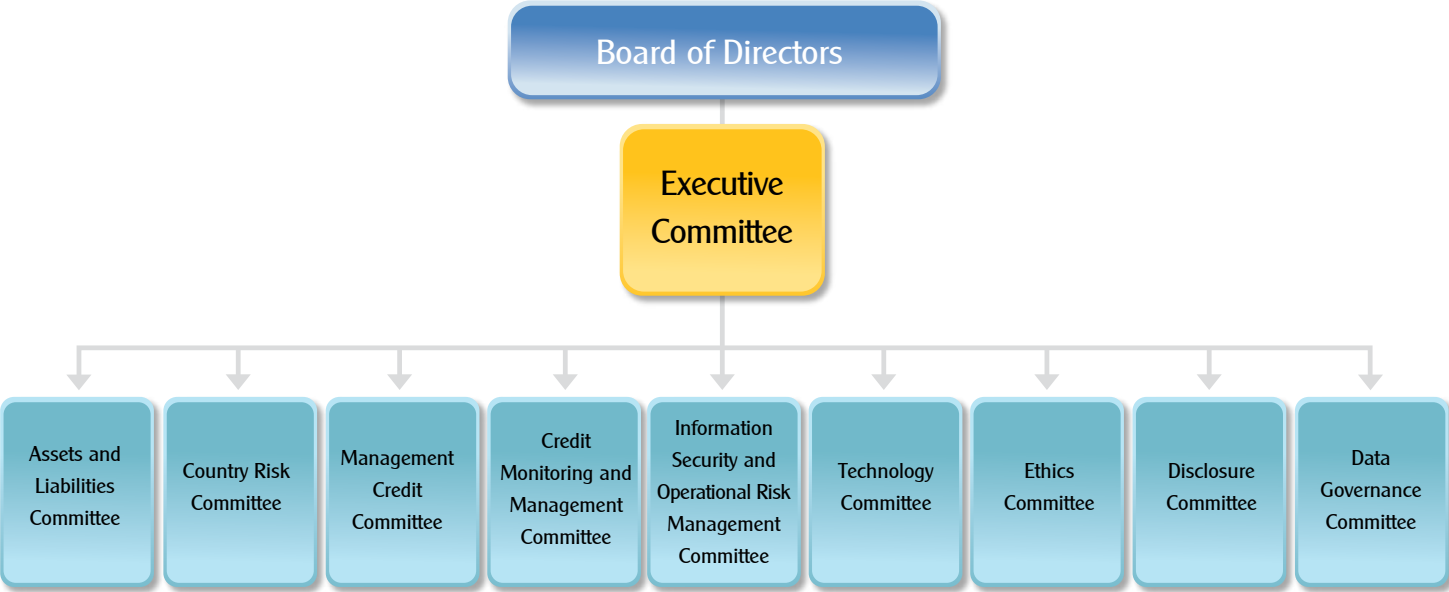 Board of Directors
Executive
Committee
Assets and
Liabilities
Committee
Country Risk
Committee
Management
Credit
Committee
Credit
Monitoring and
Management
Committee
Information
Security and
Operational Risk
Management
Committee
Technology
Committee
Ethics
Committee
Disclosure
Committee
Data
Governance
Committee